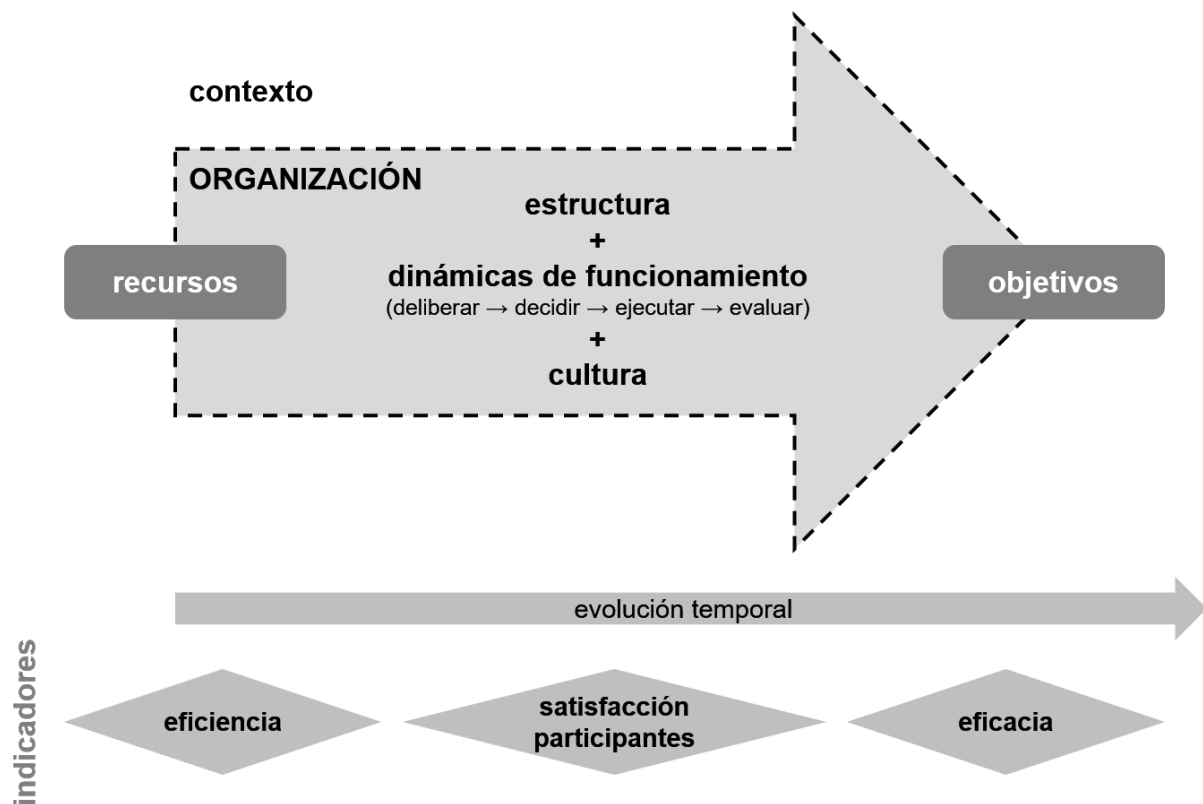 contexto
ORGANIZACIÓN
estructura
+
dinámicas de funcionamiento
(deliberar → decidir → ejecutar → evaluar)
+
cultura
recursos
objetivos
evolución temporal
indicadores
eficiencia
satisfacción
participantes
eficacia